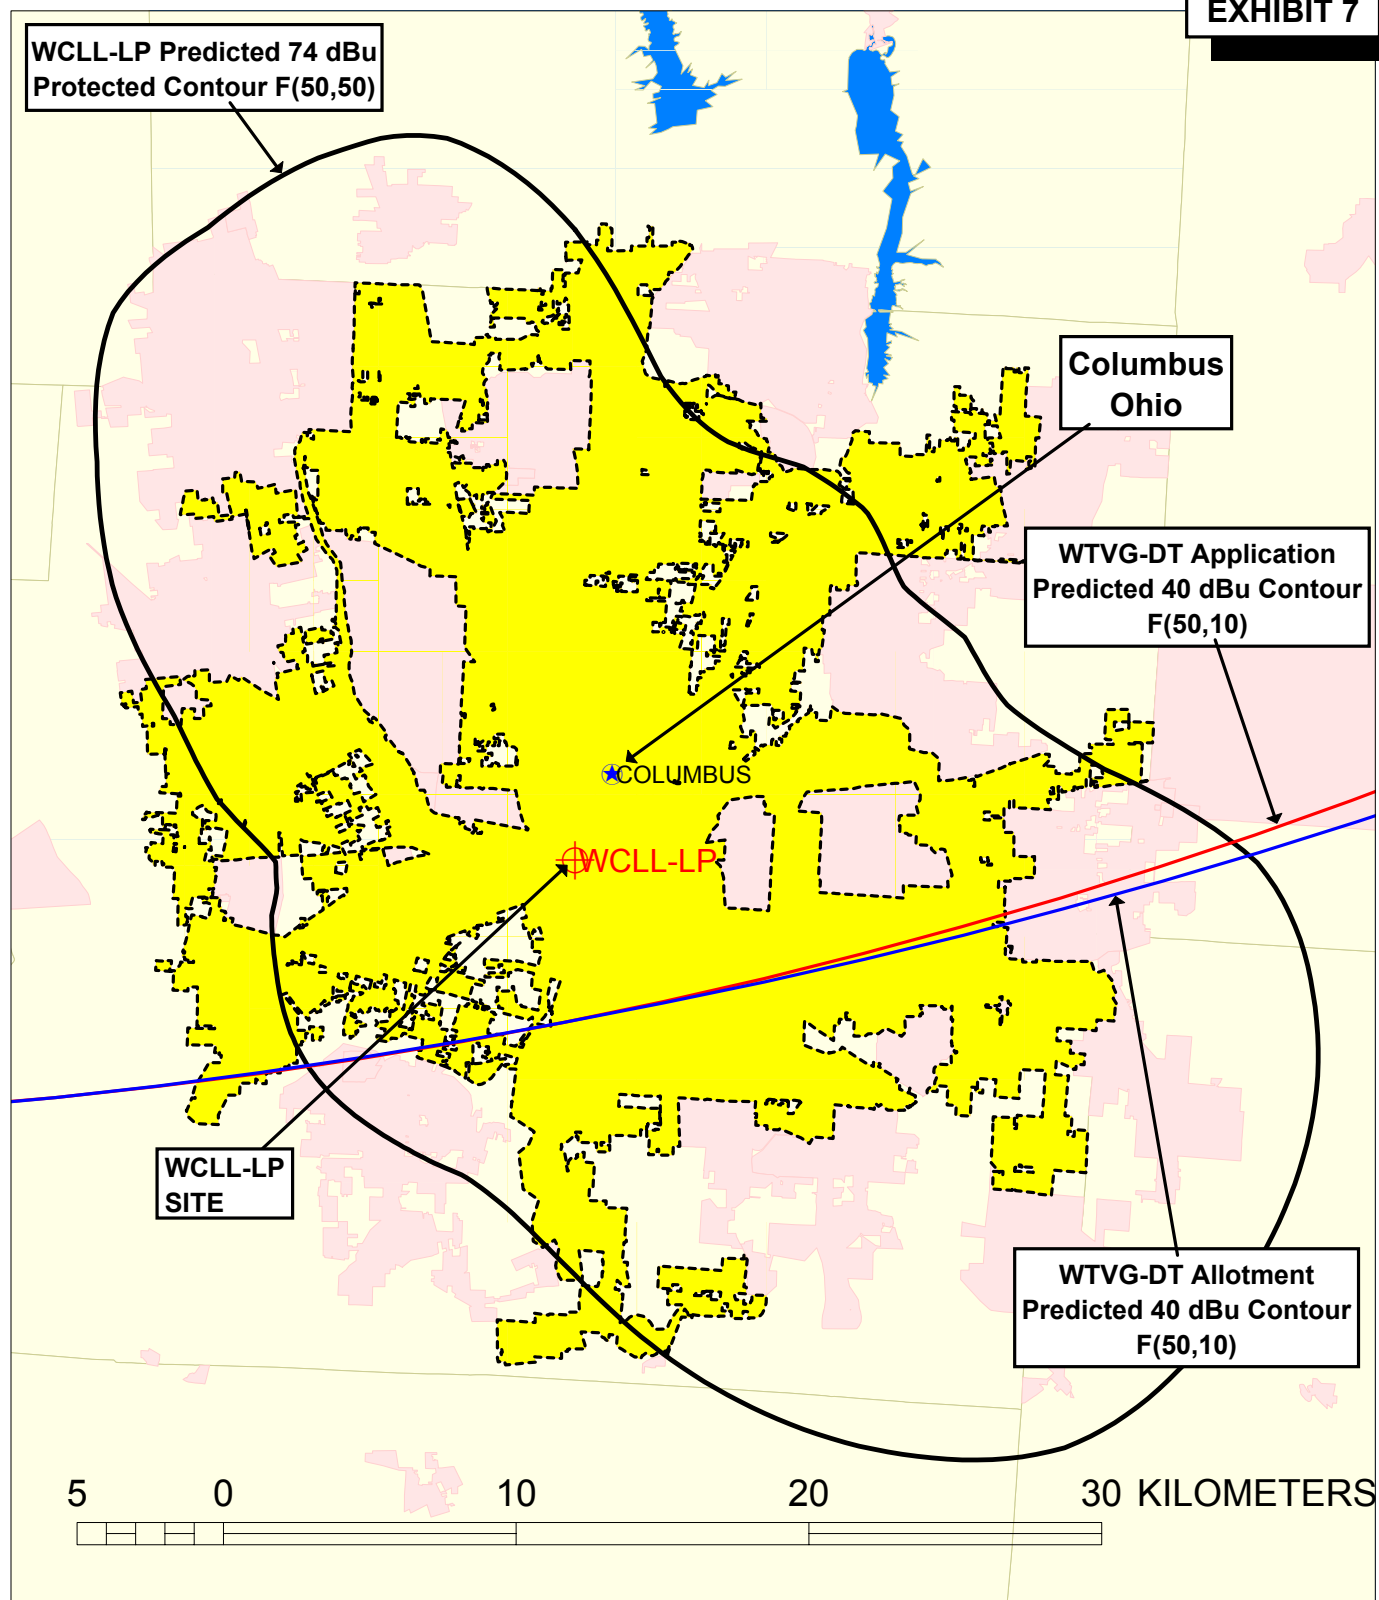 EXHIBIT 7
WCLL-LP Predicted 74 dBu
Protected Contour F(50,50)
Columbus
Ohio
WTVG-DT Application
Predicted 40 dBu Contour
F(50,10)
COLUMBUS
WCLL-LP
WCLL-LP
SITE
WTVG-DT Allotment
Predicted 40 dBu Contour
F(50,10)
5 0 10 20 30 KILOMETERS